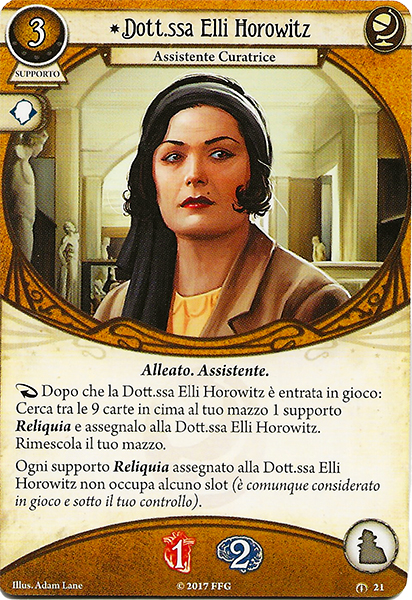 3
*Dott.ssa Elli Horowitz
SUPPORTO
Assistente Curatrice
Alleato. Assistente.
Dopo che la Dott.ssa Elli Horowitz è entrata in gioco:
Cerca tra le 9 carte in cima al tuo mazzo 1 supporto
Reliquia e assegnalo alla Dott.ssa Elli Horowitz.
Rimescola il tuo mazzo.
Ogni supporto Reliquia assegnato alla Dott.ssa Elli
Horowitz non occupa alcuno slot (è comunque considerato
in gioco e sotto il tuo controllo).
1 2
Illus. Adam Lane © 2017 FFG 21